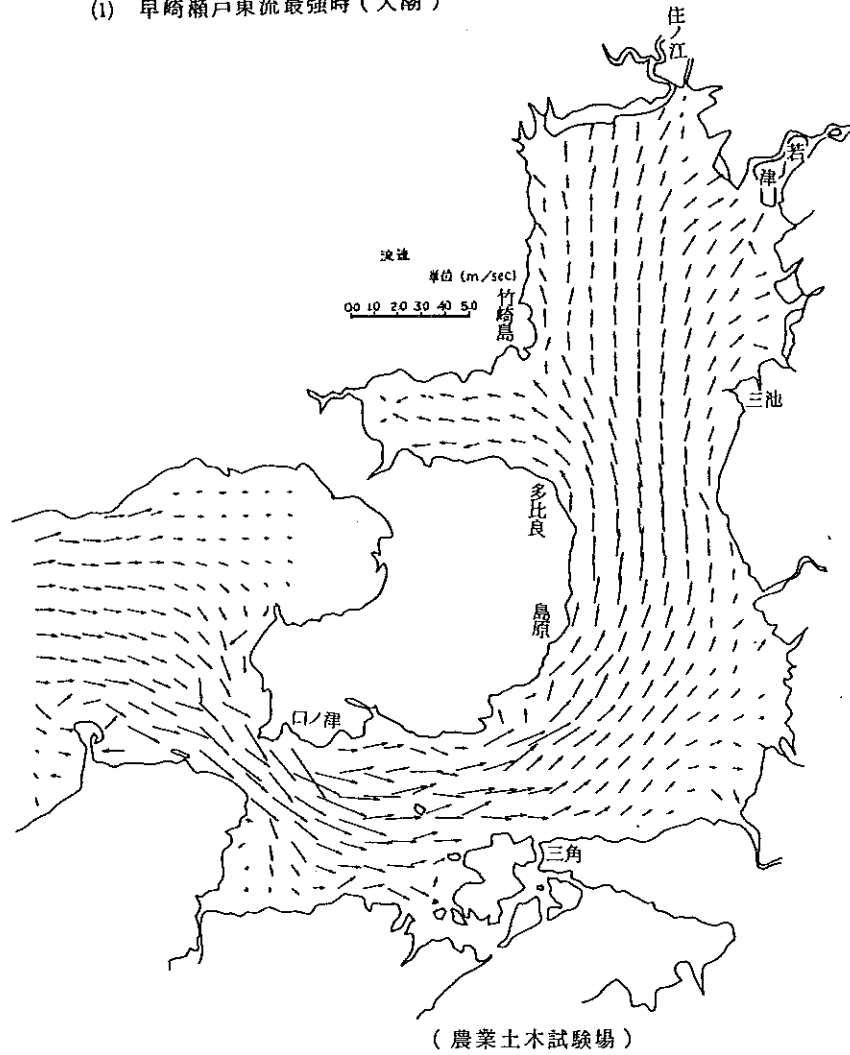 (1) 早崎瀬戸東流最強時(大潮)
住ノ江
若津
流速
単位 (m/sec)
0.0 1.0 2.0 3.0 4.0 5.0
竹崎島
三池
多比良
島原
口ノ津
三角
(農業土木試験場)